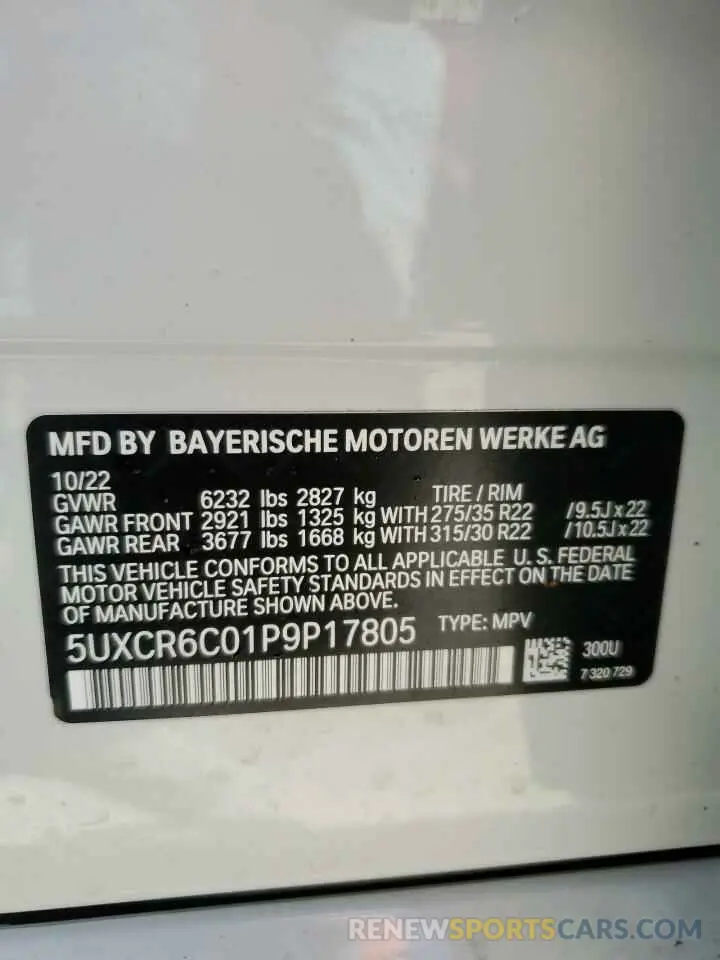 MFD BY BAYERISCHE MOTOREN WERKE AG
10/22
GVWR 6232 lbs 2827 kg TIRE / RIM
GAWR FRONT 2921 lbs 1325 kg WITH 275/35 R22 /9.5J x 22
GAWR REAR 3677 lbs 1668 kg WITH 315/30 R22 /10.5J x 22
THIS VEHICLE CONFORMS TO ALL APPLICABLE U. S. FEDERAL
MOTOR VEHICLE SAFETY STANDARDS IN EFFECT ON THE DATE
OF MANUFACTURE SHOWN ABOVE.
5UXCR6C01P9P17805 TYPE: MPV
300U
7 320 729
RENEWSPORTSCARS.COM